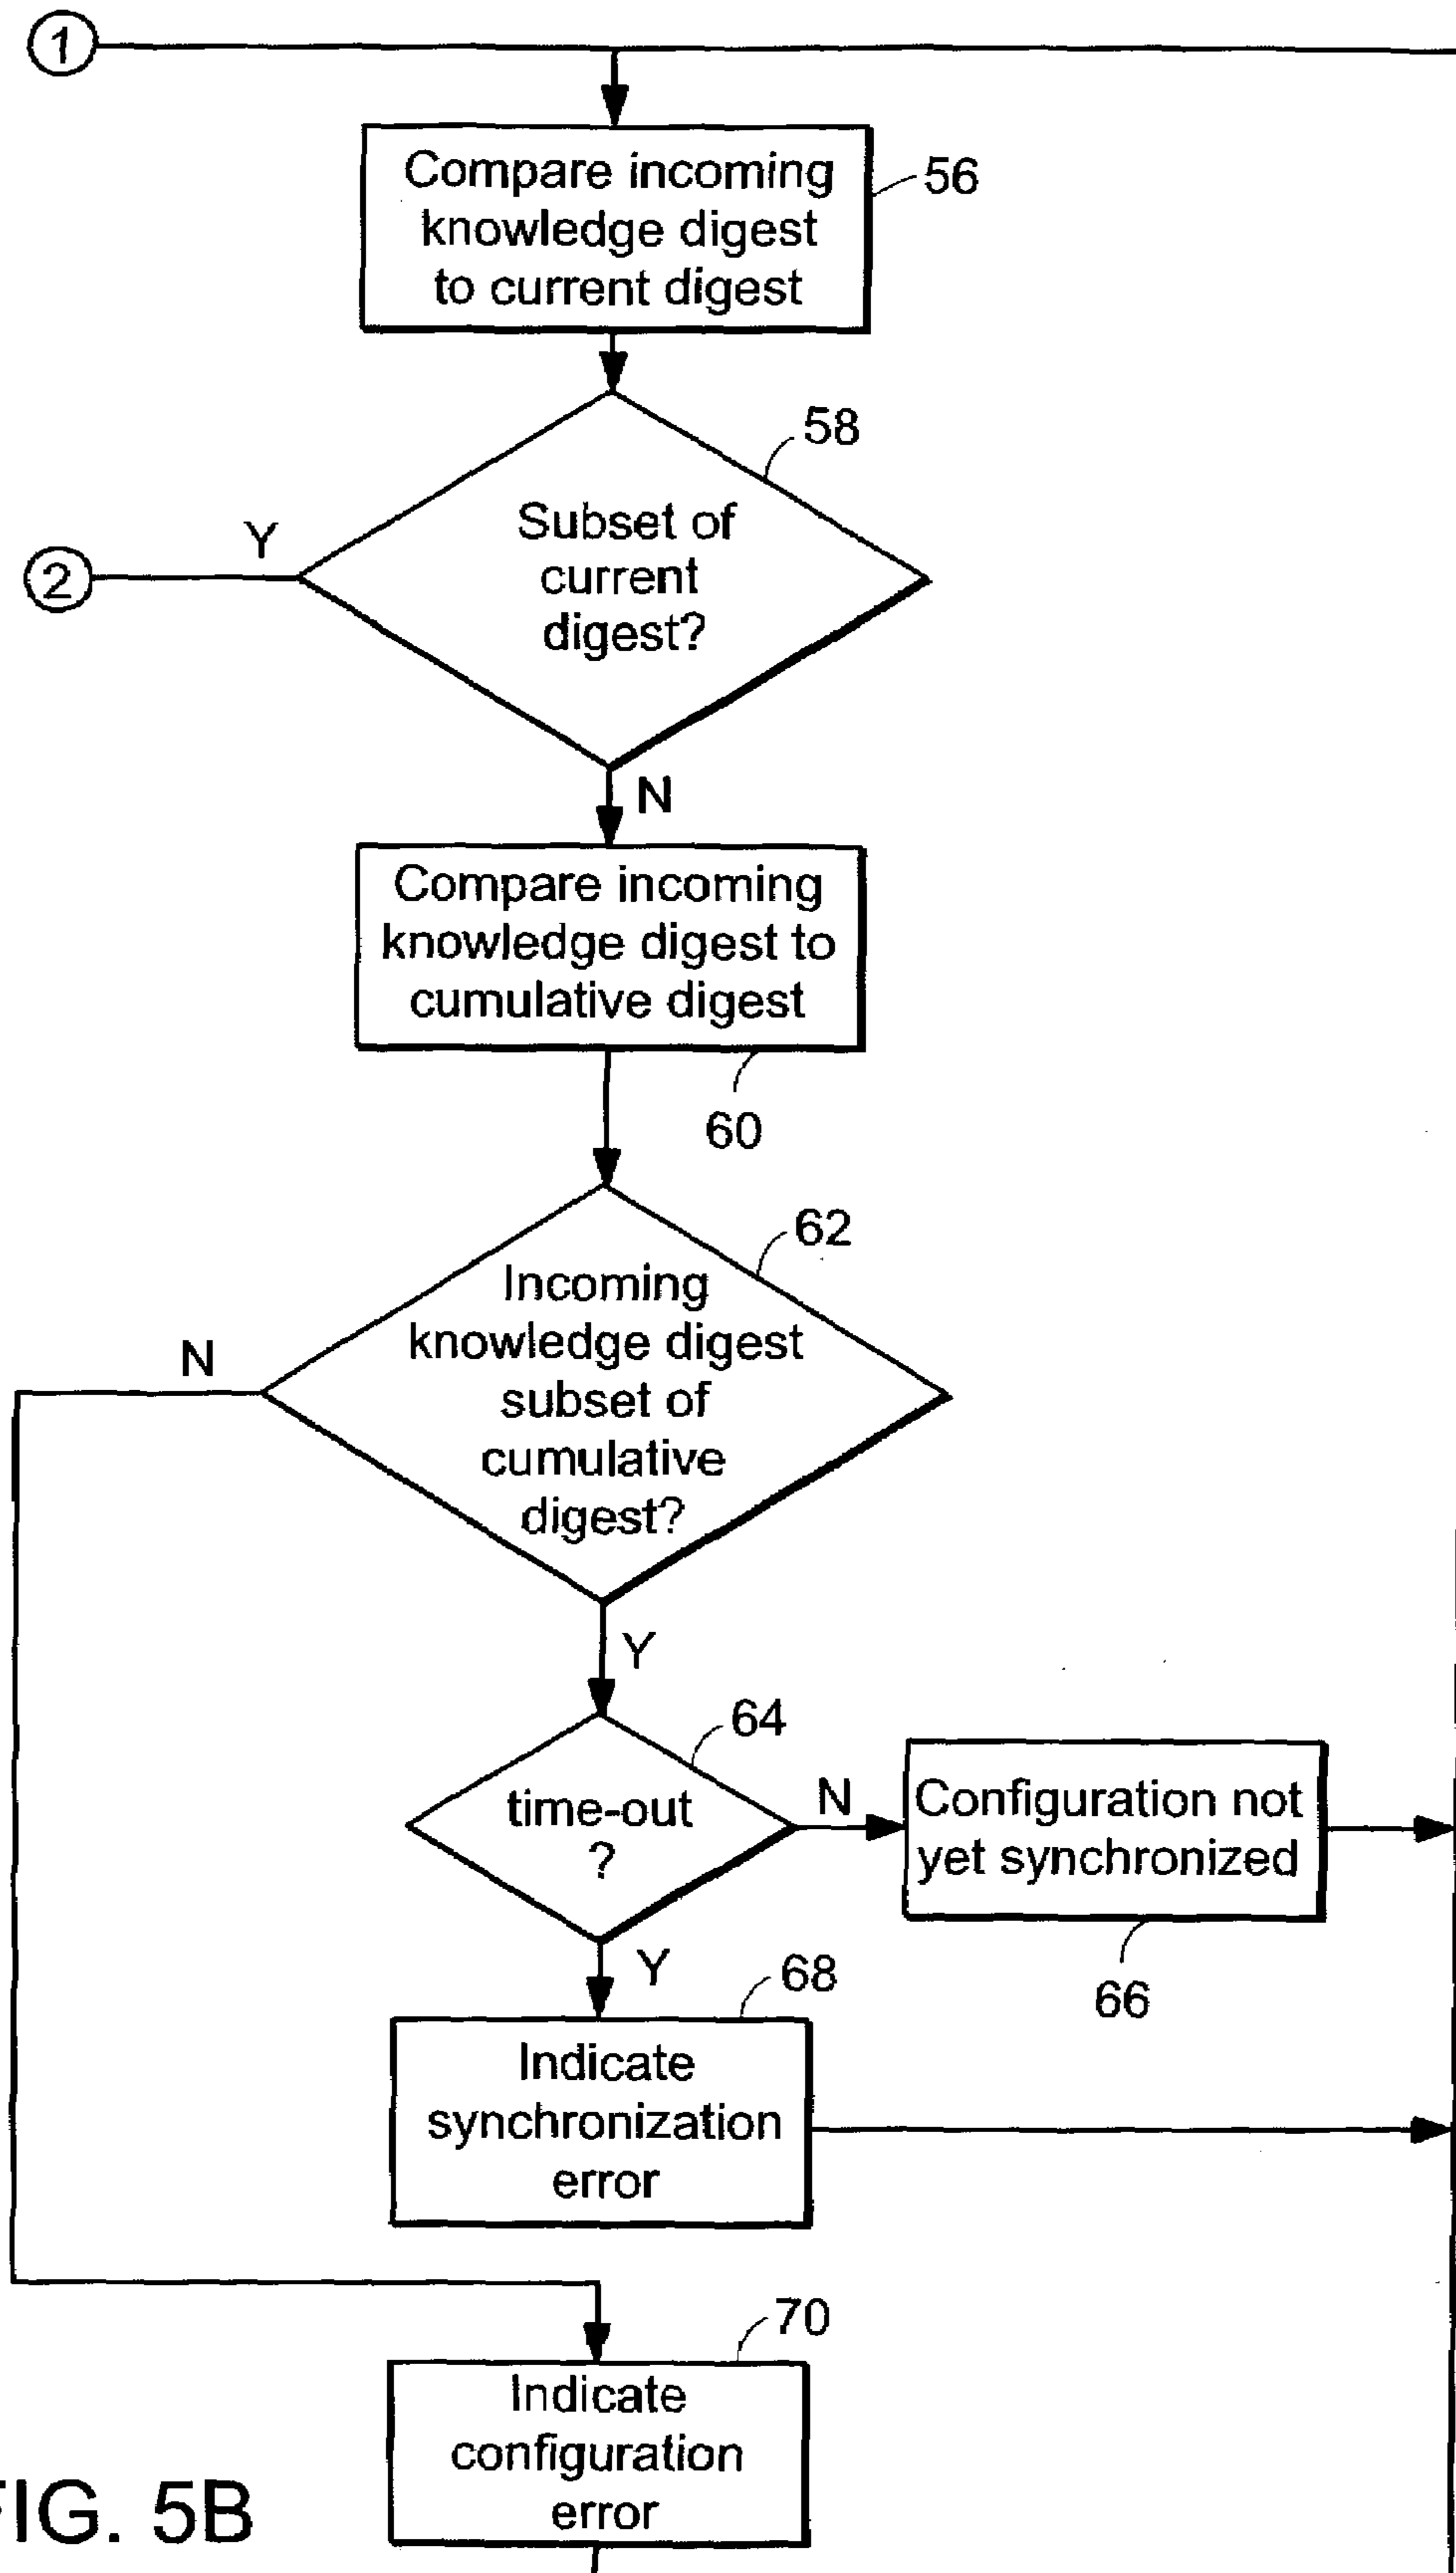 1
Compare incoming
knowledge digest
to current digest
56
58
Subset of
current
digest?
Y
2
N
Compare incoming
knowledge digest to
cumulative digest
60
62
Incoming
knowledge digest
subset of
cumulative
digest?
N
Y
64
time-out
?
N
Configuration not
yet synchronized
66
Y
68
Indicate
synchronization
error
70
Indicate
configuration
error
FIG. 5B